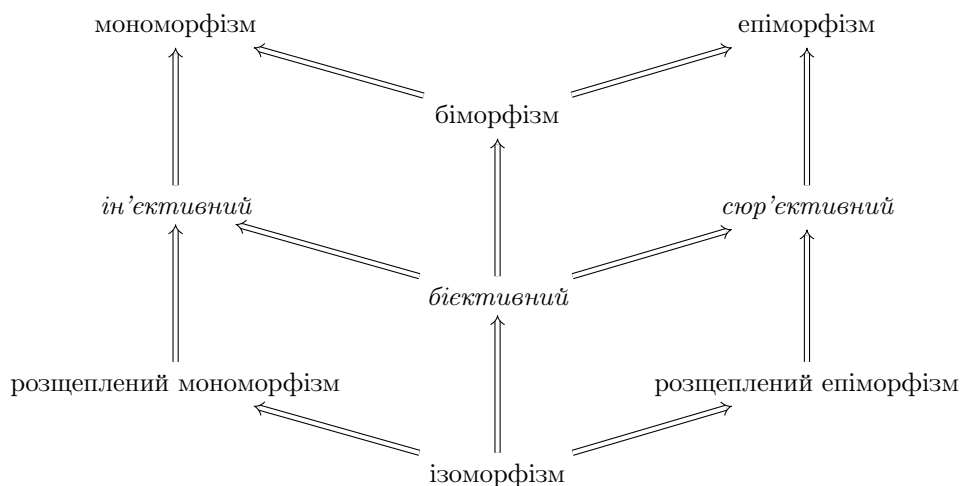 мономорфізм
епіморфізм
біморфізм
ін’єктивний
сюр’єктивний
бієктивний
розщеплений мономорфізм
розщеплений епіморфізм
ізоморфізм